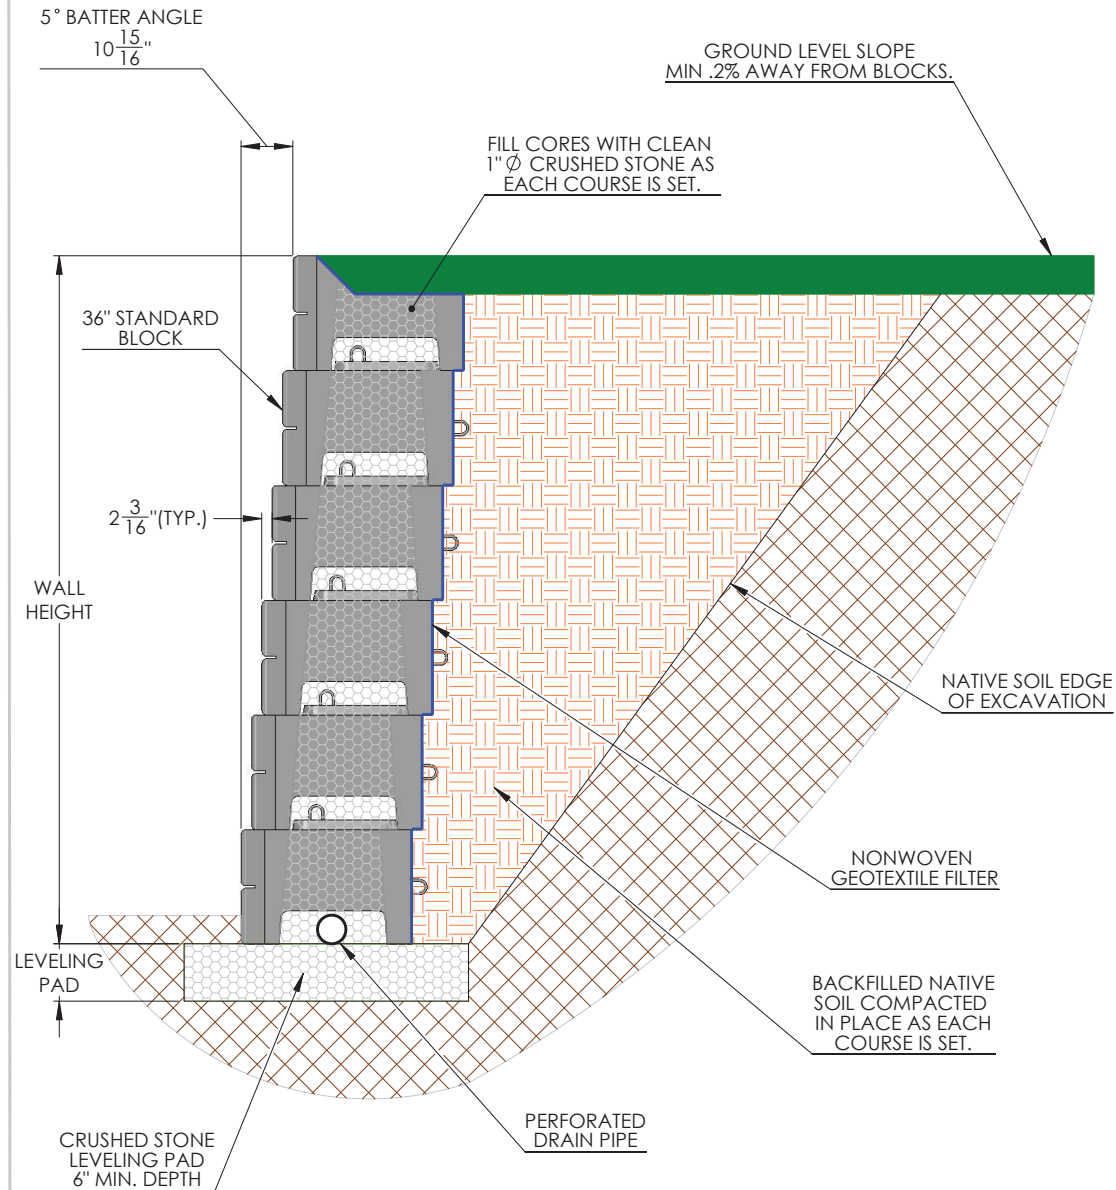 5° BATTER ANGLE
10 15/16"
GROUND LEVEL SLOPE
MIN .2% AWAY FROM BLOCKS.
FILL CORES WITH CLEAN
1" Ø CRUSHED STONE AS
EACH COURSE IS SET.
36" STANDARD
BLOCK
2 3/16" (TYP.)
WALL
HEIGHT
NATIVE SOIL EDGE
OF EXCAVATION
NONWOVEN
GEOTEXTILE FILTER
LEVELING
PAD
BACKFILLED NATIVE
SOIL COMPACTED
IN PLACE AS EACH
COURSE IS SET.
PERFORATED
DRAIN PIPE
CRUSHED STONE
LEVELING PAD
6" MIN. DEPTH